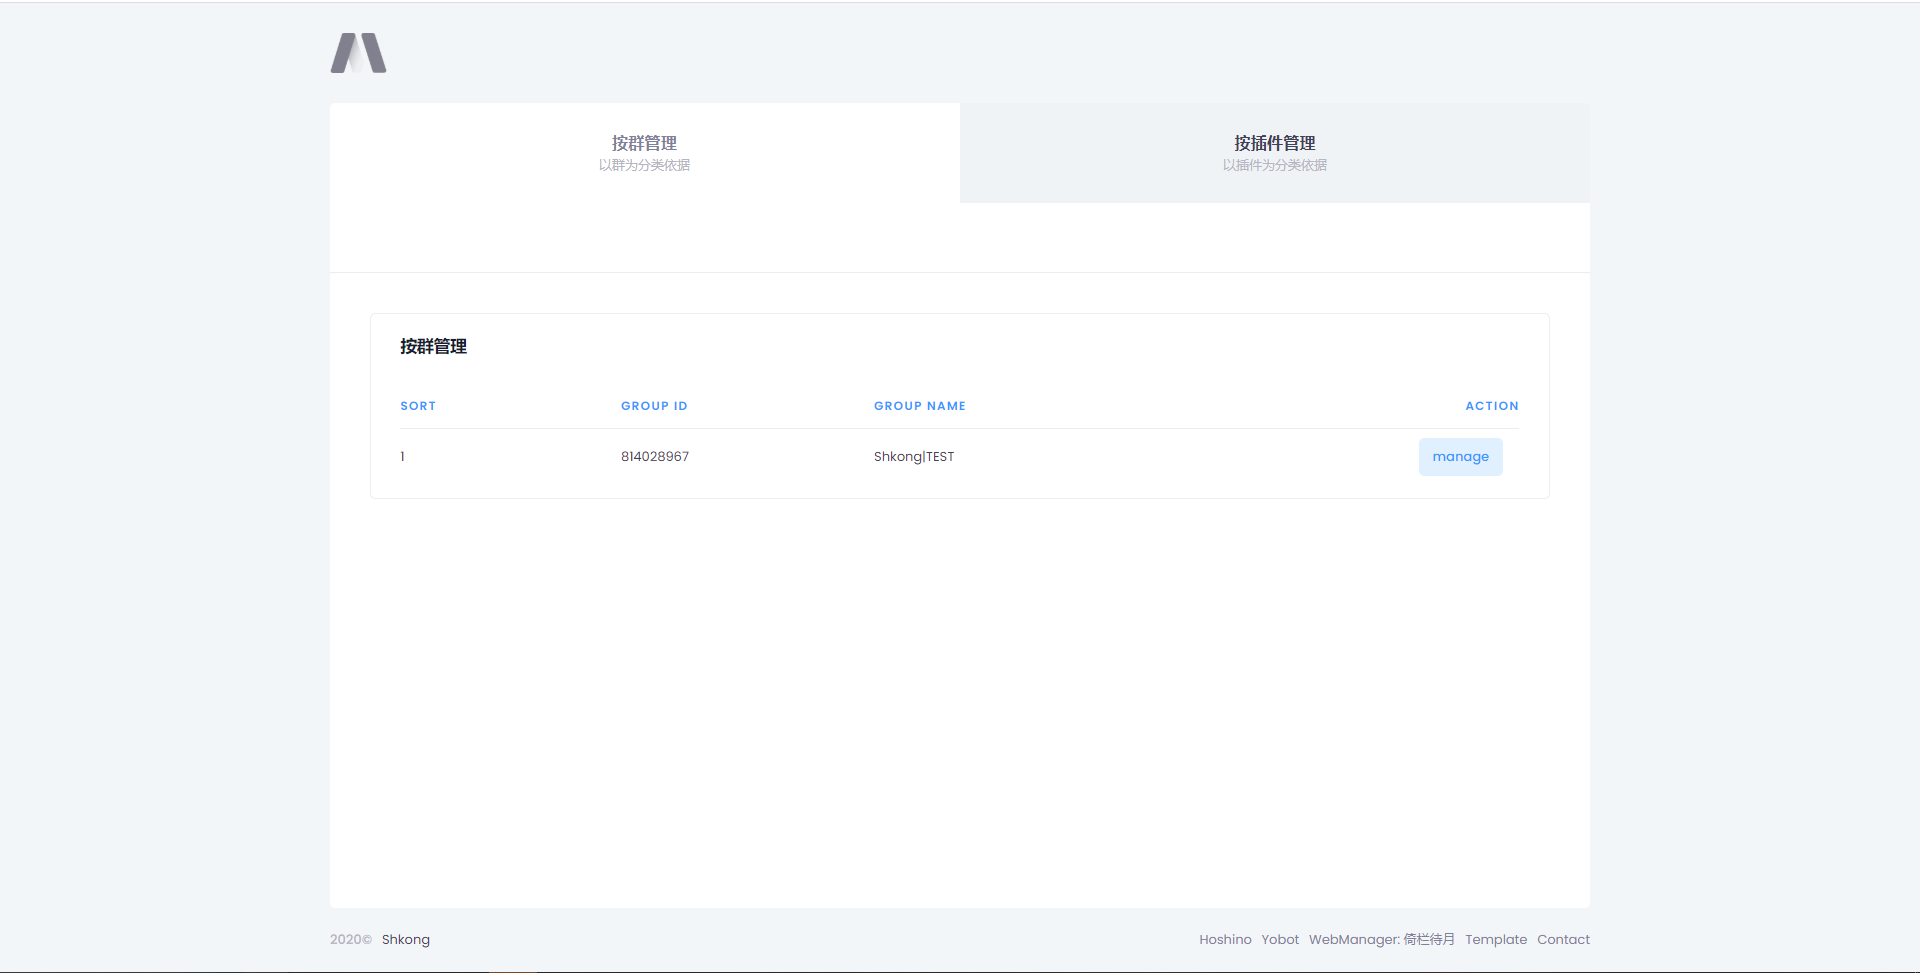 按群管理
以群为分类依据
按插件管理
以插件为分类依据
按群管理
SORT GROUP ID GROUP NAME ACTION
1 814028967 Shkong|TEST manage
2020© Shkong
Hoshino Yobot WebManager: 倚栏待月 Template Contact